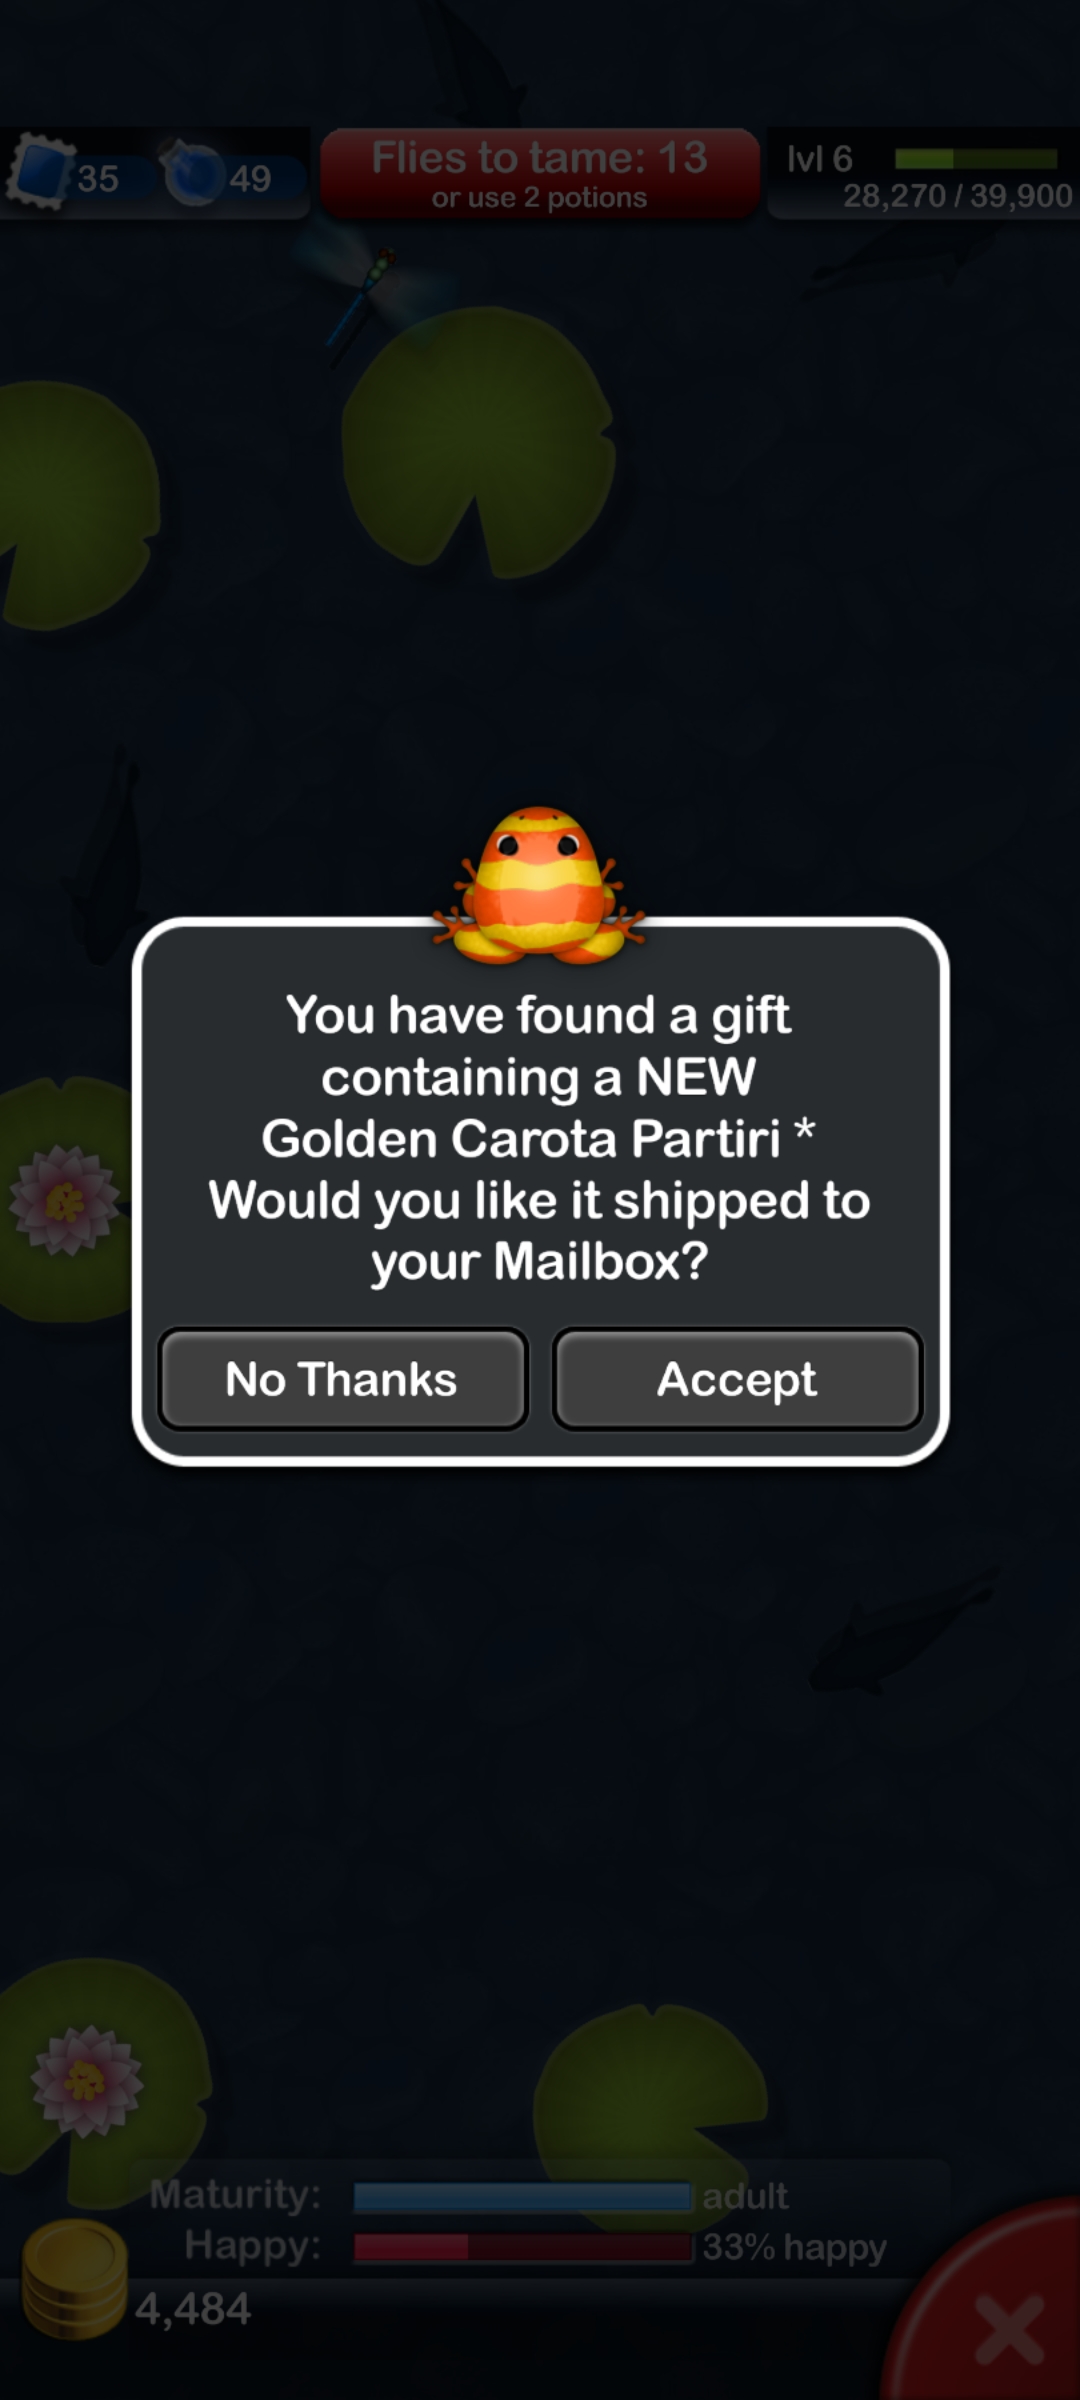 35
49
Flies to tame: 13
or use 2 potions
lvl 6
28,270 / 39,900
You have found a gift
containing a NEW
Golden Carota Partiri *
Would you like it shipped to
your Mailbox?
No Thanks
Accept
Maturity:
adult
Happy:
33% happy
4,484